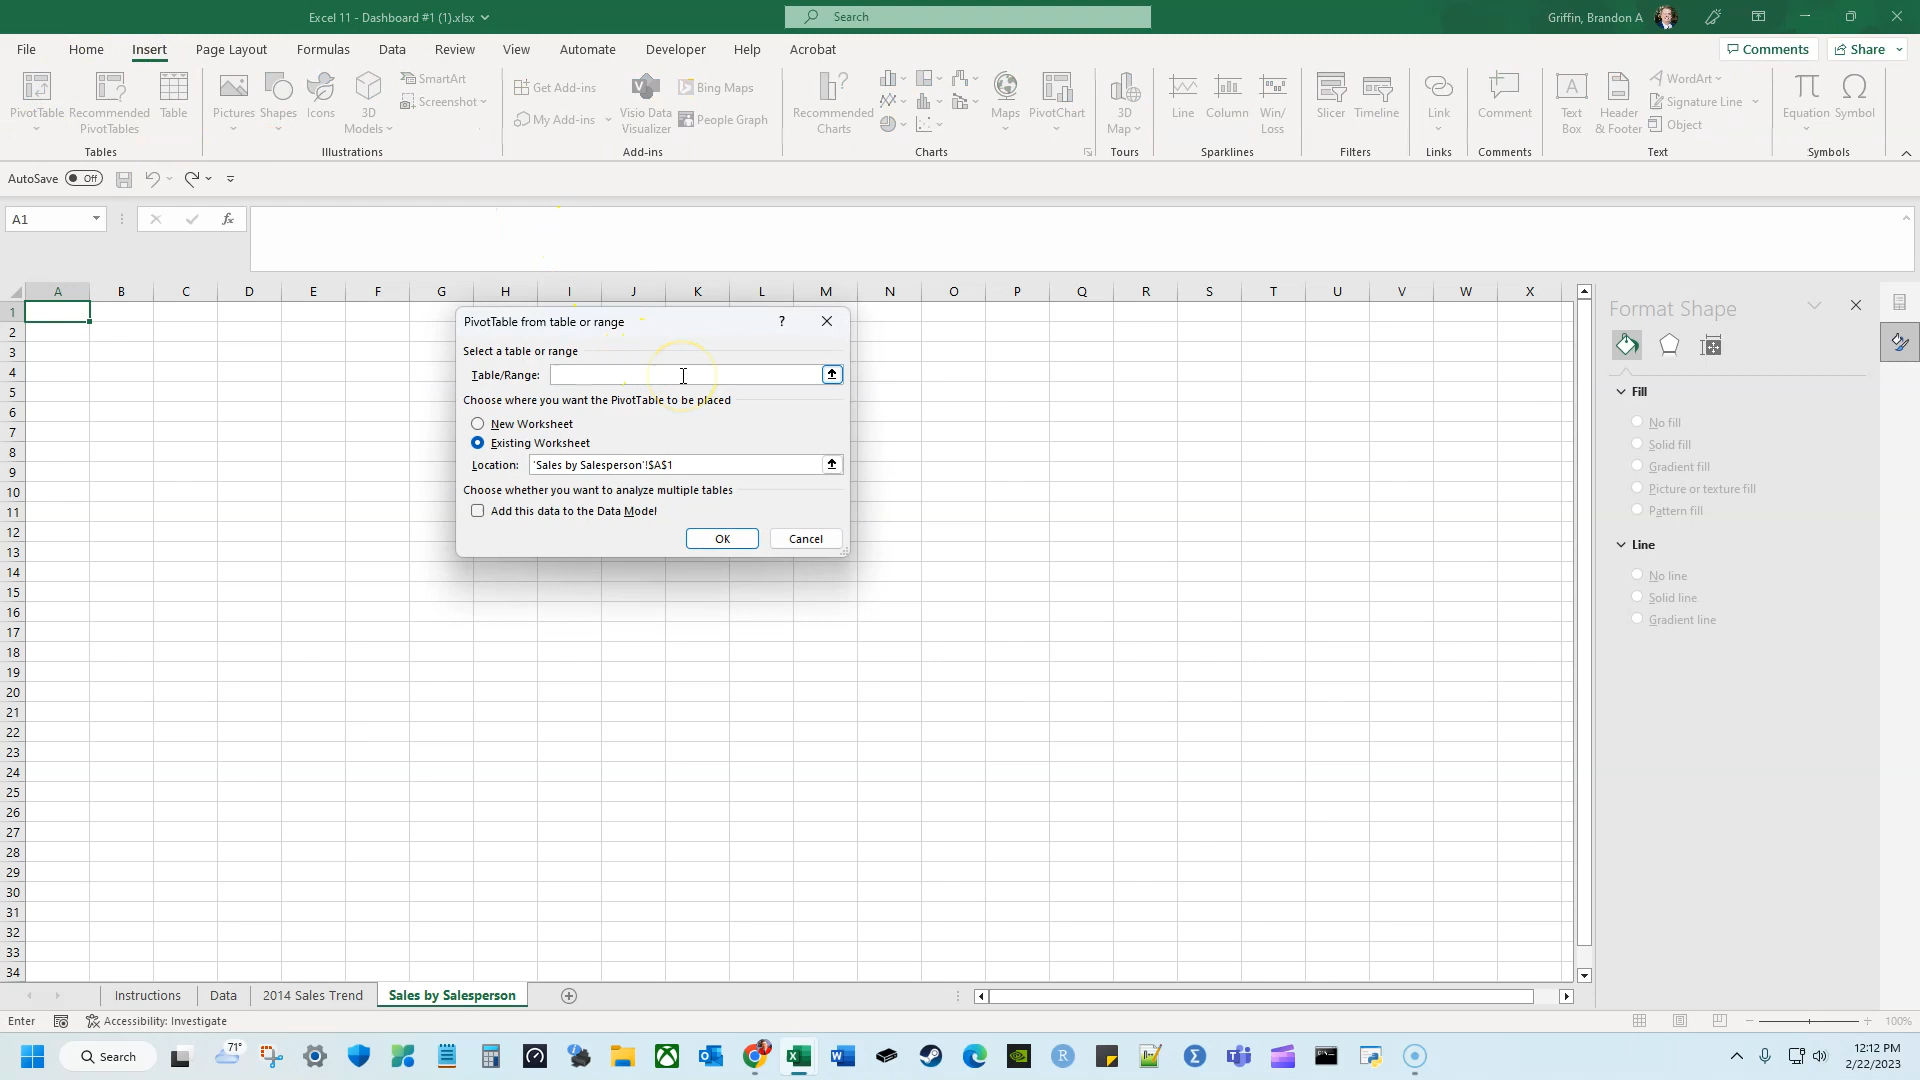 Excel 11 - Dashboard #1 (1).xlsx
Search
Griffin, Brandon A
File Home Insert Page Layout Formulas Data Review View Automate Developer Help Acrobat
Comments Share
PivotTable
Recommended
PivotTables
Table
Tables
Pictures
Shapes
Icons
3D
Models
SmartArt
Screenshot
Illustrations
Get Add-ins
My Add-ins
Visio Data
Visualizer
Bing Maps
People Graph
Add-ins
Recommended
Charts
Maps
PivotChart
Charts
3D
Map
Tours
Line
Column
Win/
Loss
Sparklines
Slicer
Timeline
Filters
Link
Links
Comment
Comments
Text
Box
Header
& Footer
WordArt
Signature Line
Object
Text
Equation
Symbol
Symbols
AutoSave Off
A1
fx
A B C D E F G H I J K L M N O P Q R S T U V W X
1
2
3
4
5
6
7
8
9
10
11
12
13
14
15
16
17
18
19
20
21
22
23
24
25
26
27
28
29
30
31
32
33
34
PivotTable from table or range ?
Select a table or range
Table/Range:
Choose where you want the PivotTable to be placed
New Worksheet
Existing Worksheet
Location: 'Sales by Salesperson'!$A$1
Choose whether you want to analyze multiple tables
Add this data to the Data Model
OK Cancel
Format Shape
Fill
No fill
Solid fill
Gradient fill
Picture or texture fill
Pattern fill
Line
No line
Solid line
Gradient line
Instructions Data 2014 Sales Trend Sales by Salesperson
Enter Accessibility: Investigate
100%
Search
71°
12:12 PM
2/22/2023